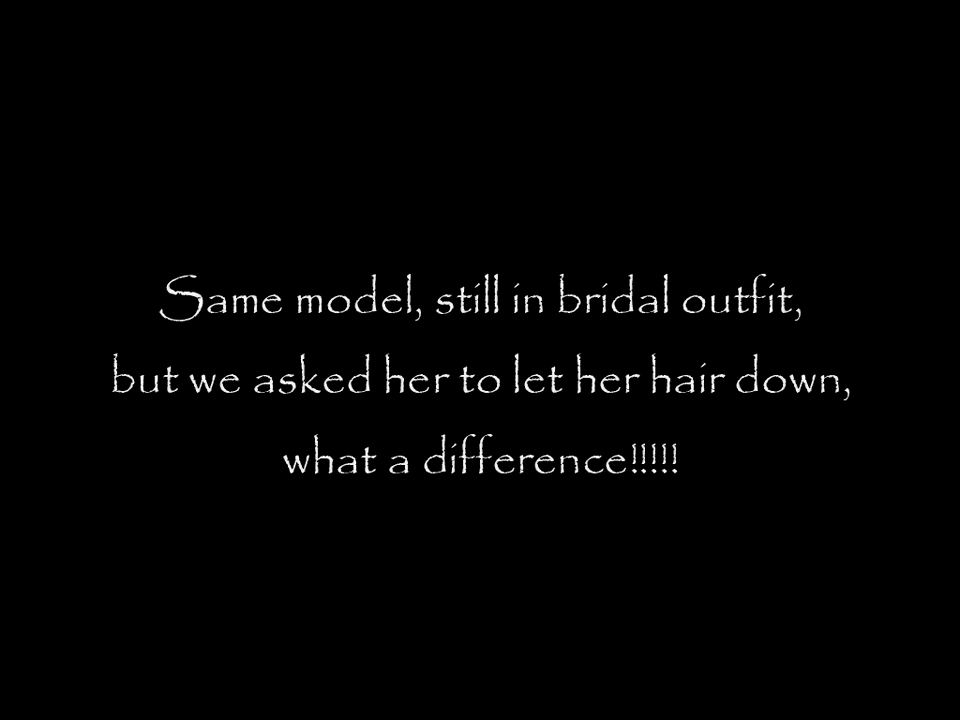 Same model, still in bridal outfit,
but we asked her to let her hair down,
what a difference!!!!!